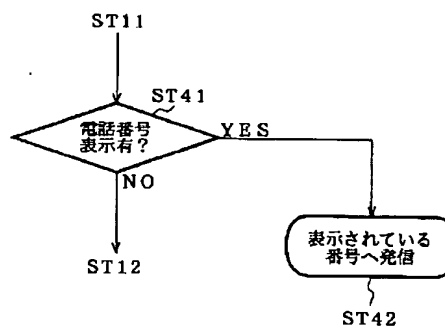 ST11
ST41
電話番号
表示有?
YES
NO
ST12
表示されている
番号へ発信
ST42